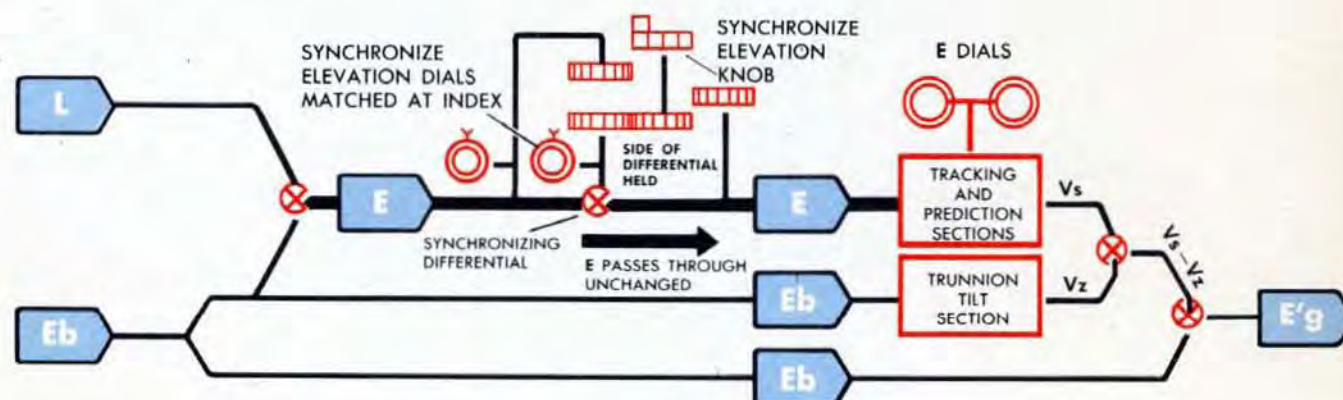 SYNCHRONIZE
ELEVATION DIALS
MATCHED AT INDEX
SYNCHRONIZE
ELEVATION
KNOB
E DIALS
L
SIDE OF
DIFFERENTIAL
HELD
E
E
TRACKING
AND
PREDICTION
SECTIONS
Vs
SYNCHRONIZING
DIFFERENTIAL
E PASSES THROUGH
UNCHANGED
Vs-Vz
Eb
Eb
TRUNNION
TILT
SECTION
Vz
E'g
Eb